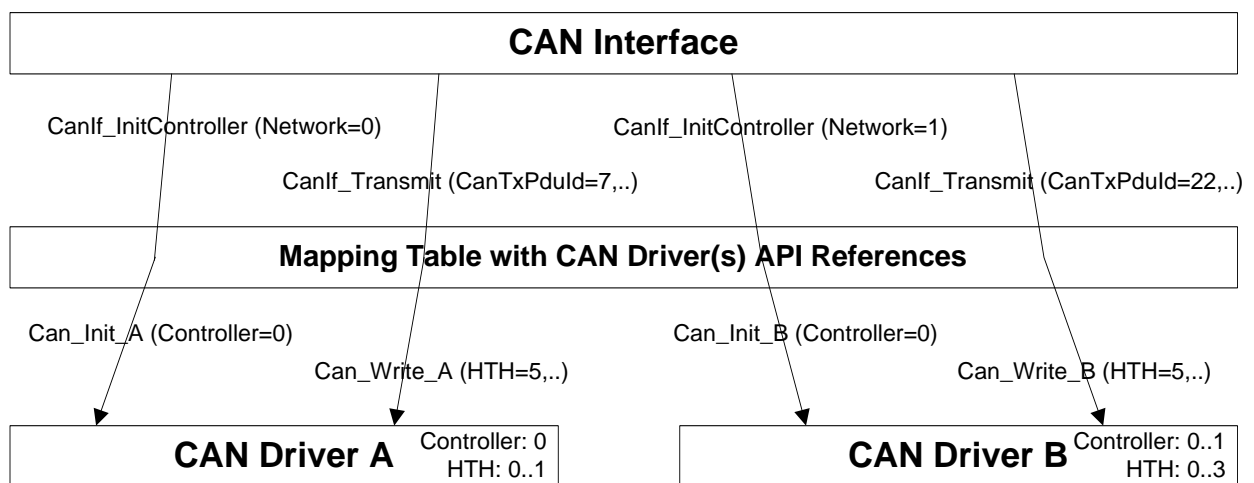 CAN Interface
CanIf_InitController (Network=0)
CanIf_InitController (Network=1)
CanIf_Transmit (CanTxPduId=7,..)
CanIf_Transmit (CanTxPduId=22,..)
Mapping Table with CAN Driver(s) API References
Can_Init_A (Controller=0)
Can_Init_B (Controller=0)
Can_Write_A (HTH=5,..)
Can_Write_B (HTH=5,..)
CAN Driver A
Controller: 0
HTH: 0..1
CAN Driver B
Controller: 0..1
HTH: 0..3